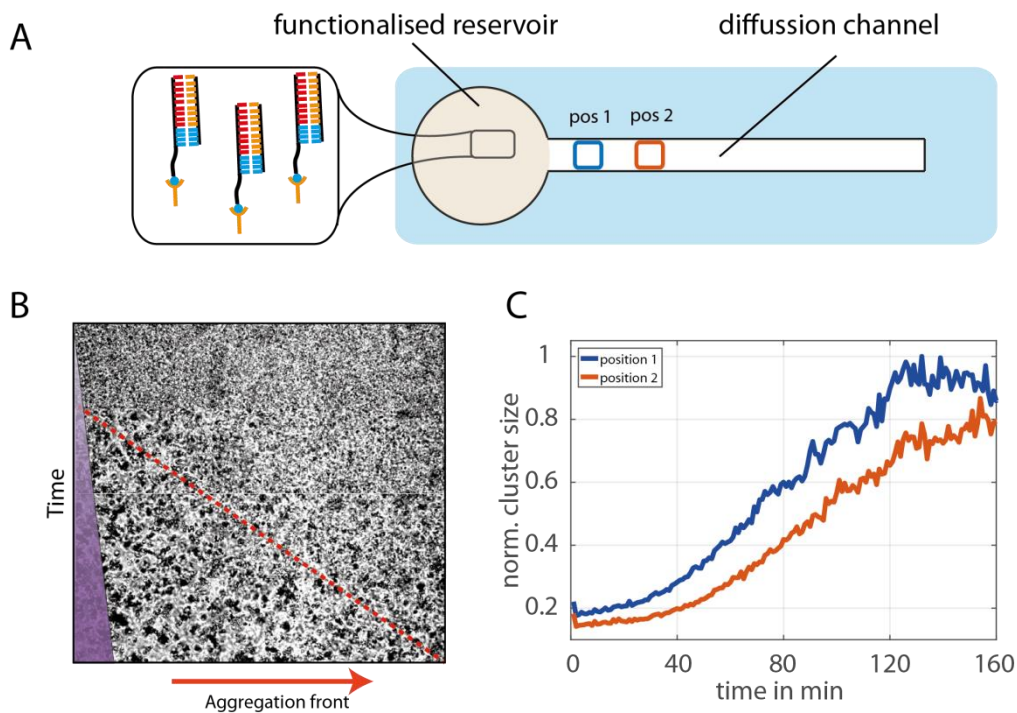 A
functionalised reservoir
diffussion channel
pos 1
pos 2
B
Time
Aggregation front
C
position 1
position 2
norm. cluster size
1
0.8
0.6
0.4
0.2
0 40 80 120 160
time in min